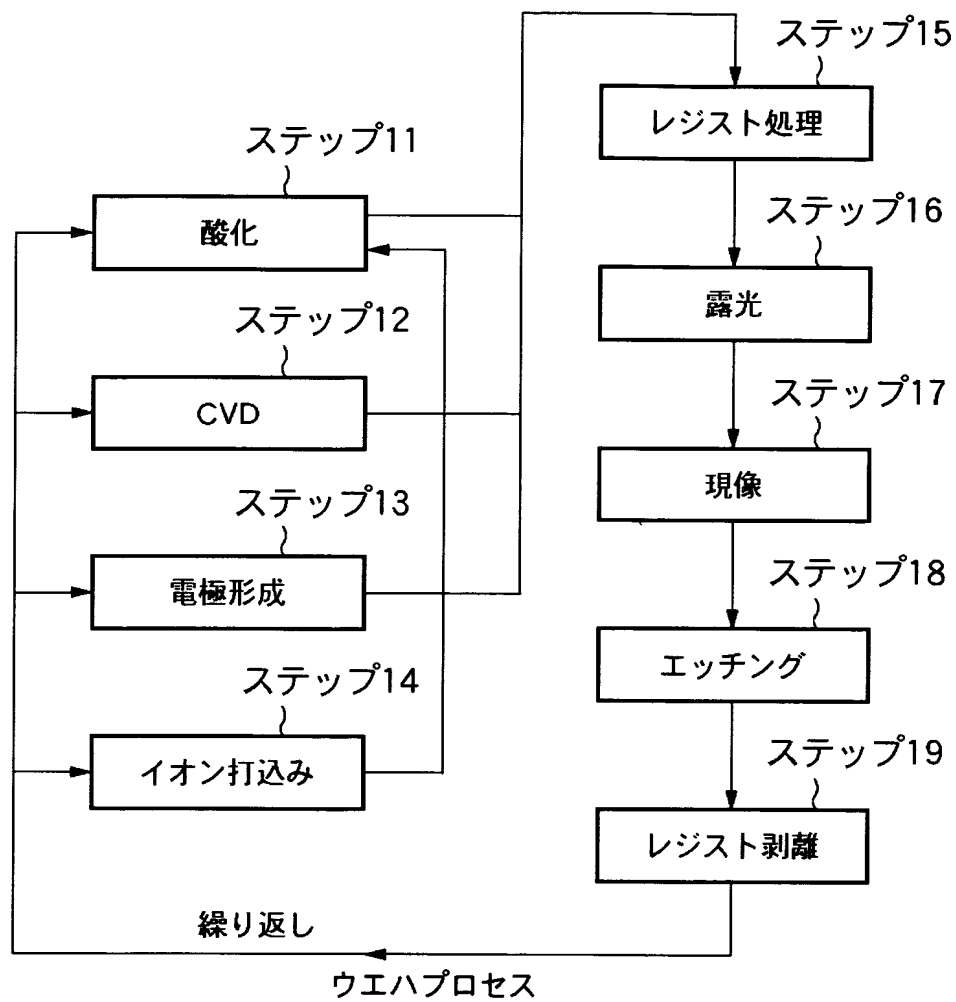 ステップ11
酸化
ステップ12
CVD
ステップ13
電極形成
ステップ14
イオン打込み
ステップ15
レジスト処理
ステップ16
露光
ステップ17
現像
ステップ18
エッチング
ステップ19
レジスト剥離
繰り返し
ウエハプロセス